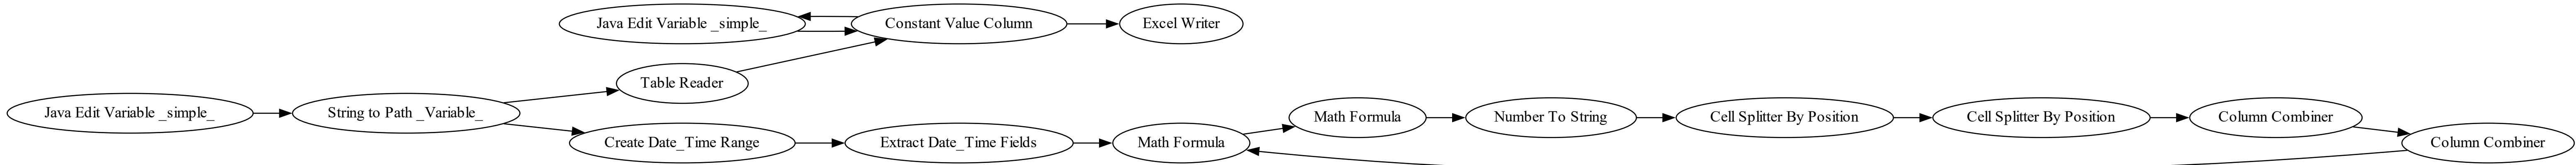 Java Edit Variable _simple_
Constant Value Column
Excel Writer
Table Reader
Java Edit Variable _simple_
String to Path _Variable_
Create Date_Time Range
Extract Date_Time Fields
Math Formula
Math Formula
Number To String
Cell Splitter By Position
Cell Splitter By Position
Column Combiner
Column Combiner